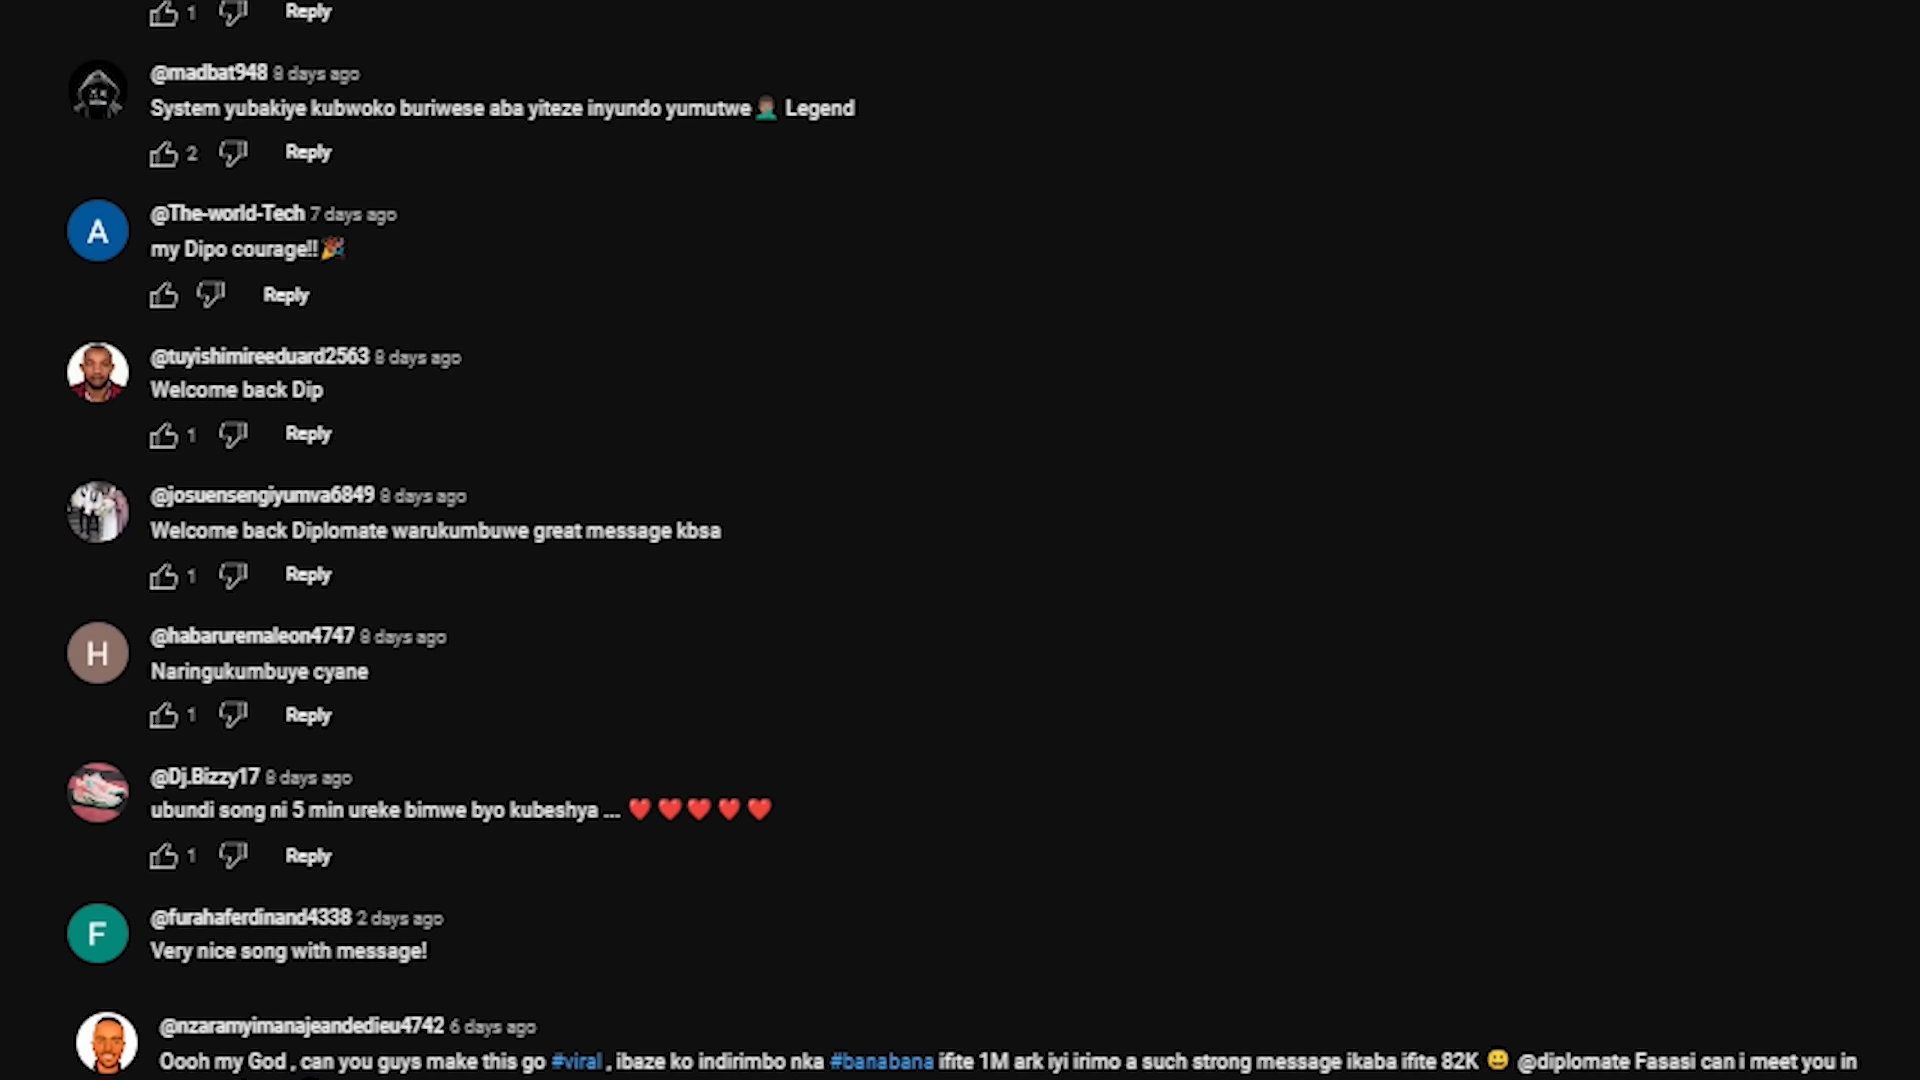 1 Reply
@madbat948 8 days ago
System yubakiye kubwoko buriwese aba yiteze inyundo yumutwe🤦🏽‍♂️ Legend
2 Reply
A
@The-world-Tech 7 days ago
my Dipo courage!!🎉
Reply
@tuyishimireeduard2563 8 days ago
Welcome back Dip
1 Reply
@josuensengiyumva6849 8 days ago
Welcome back Diplomate warukumbuwe great message kbsa
1 Reply
H
@habaruremaleon4747 8 days ago
Naringukumbuye cyane
1 Reply
@Dj.Bizzy17 8 days ago
ubundi song ni 5 min ureke bimwe byo kubeshya ... ❤️ ❤️ ❤️ ❤️ ❤️
1 Reply
F
@furahaferdinand4338 2 days ago
Very nice song with message!
@nzaramyimanajeandedieu4742 6 days ago
Oooh my God , can you guys make this go #viral , ibaze ko indirimbo nka #banabana ifite 1M ark iyi irimo a such strong message ikaba ifite 82K 😀 @diplomate Fasasi can i meet you in